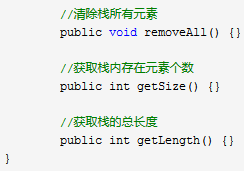 //清除栈所有元素
public void removeAll() {}
//获取栈内存在元素个数
public int getSize() {}
//获取栈的总长度
public int getLength() {}
}